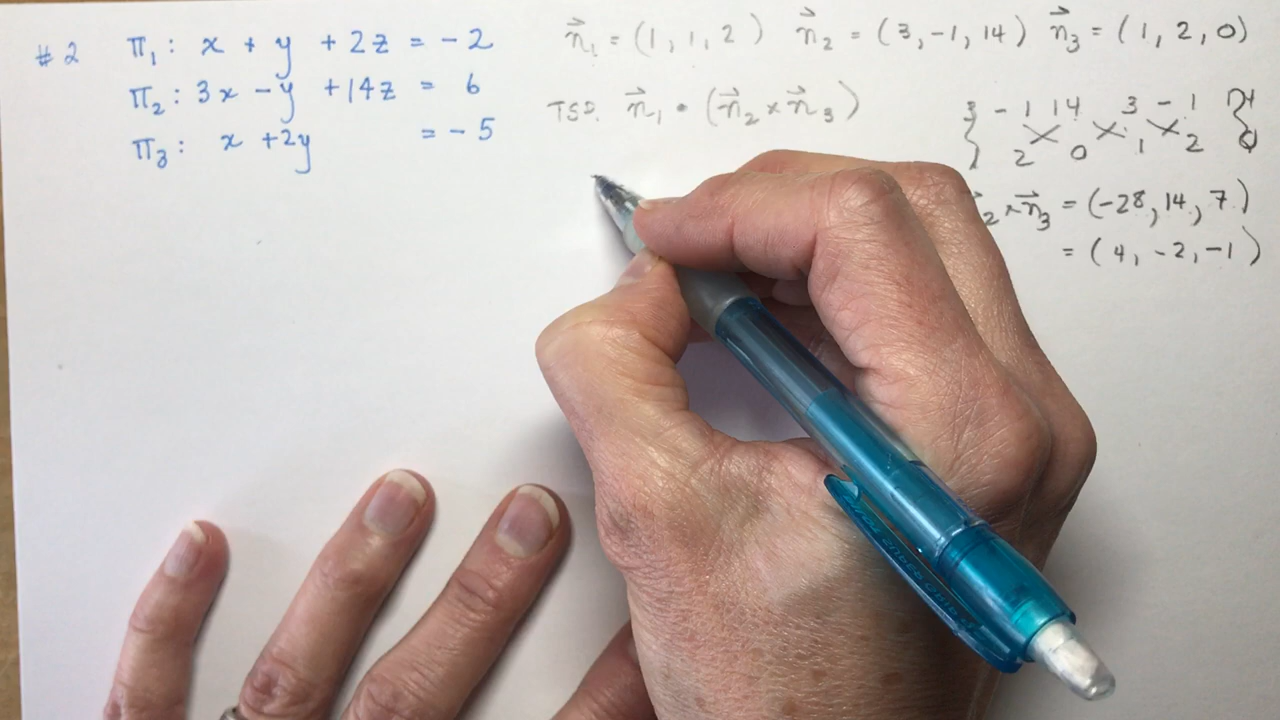 #2 π₁: x + y + 2z = -2
π₂: 3x - y + 14z = 6
π₃: x + 2y = -5
n⃗₁ = (1, 1, 2) n⃗₂ = (3, -1, 14) n⃗₃ = (1, 2, 0)
TSP. n⃗₁ • (n⃗₂ × n⃗₃)
-1 14 3 -1
2 0 1 2
₂ × n⃗₃ = (-28, 14, 7)
= (4, -2, -1)